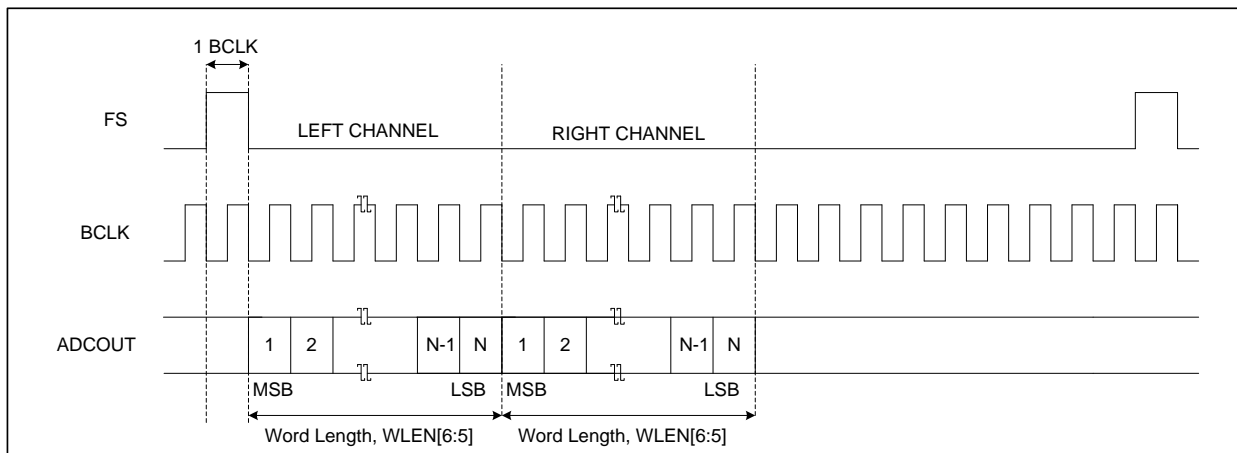 1 BCLK
FS
LEFT CHANNEL
RIGHT CHANNEL
BCLK
ADCOUT
1 2 N-1 N 1 2 N-1 N
MSB LSB MSB LSB
Word Length, WLEN[6:5] Word Length, WLEN[6:5]